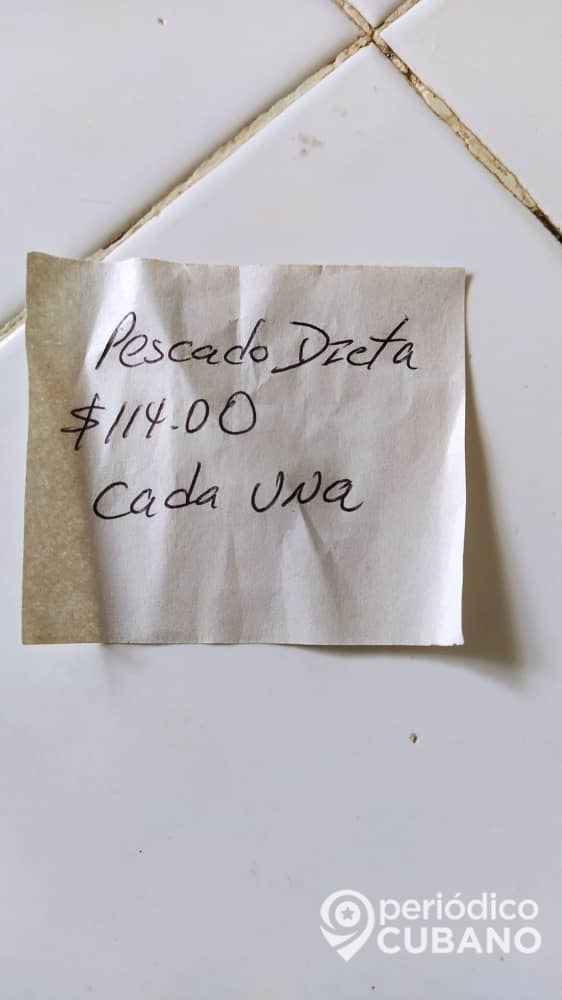 Pescado Dieta
$114.00
Cada una
periódico
CUBANO